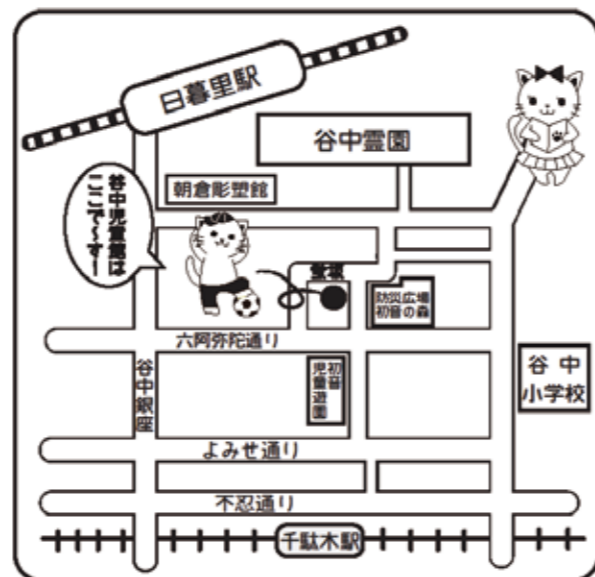 日暮里駅
谷中霊園
朝倉彫塑館
谷中児童館は
ここで〜す！
蛍坂
防災広場
初音の森
六阿弥陀通り
初音
児童遊園
谷中
小学校
谷中銀座
よみせ通り
不忍通り
千駄木駅